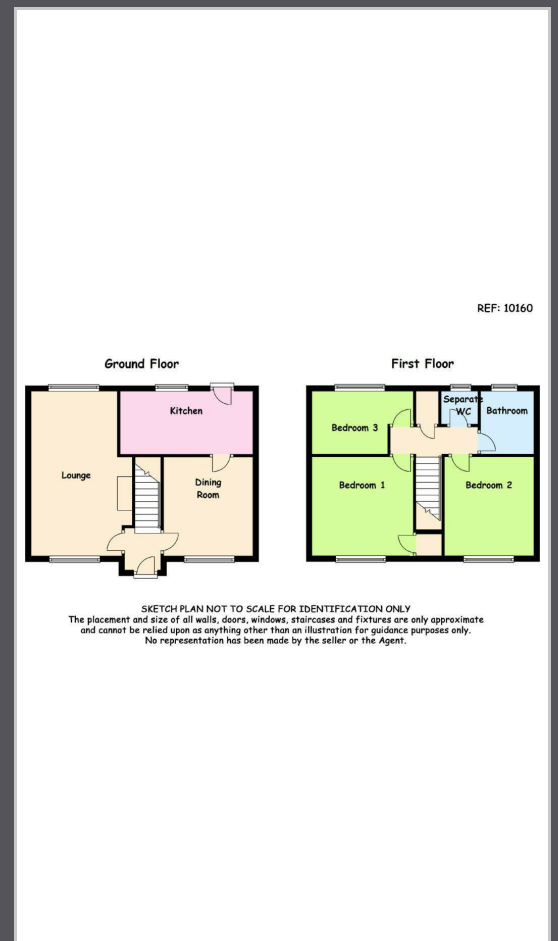 REF: 10160
Ground Floor
Kitchen
Lounge
Dining
Room
First Floor
Separate
WC
Bathroom
Bedroom 3
Bedroom 1
Bedroom 2
SKETCH PLAN NOT TO SCALE FOR IDENTIFICATION ONLY
The placement and size of all walls, doors, windows, staircases and fixtures are only approximate
and cannot be relied upon as anything other than an illustration for guidance purposes only.
No representation has been made by the seller or the Agent.